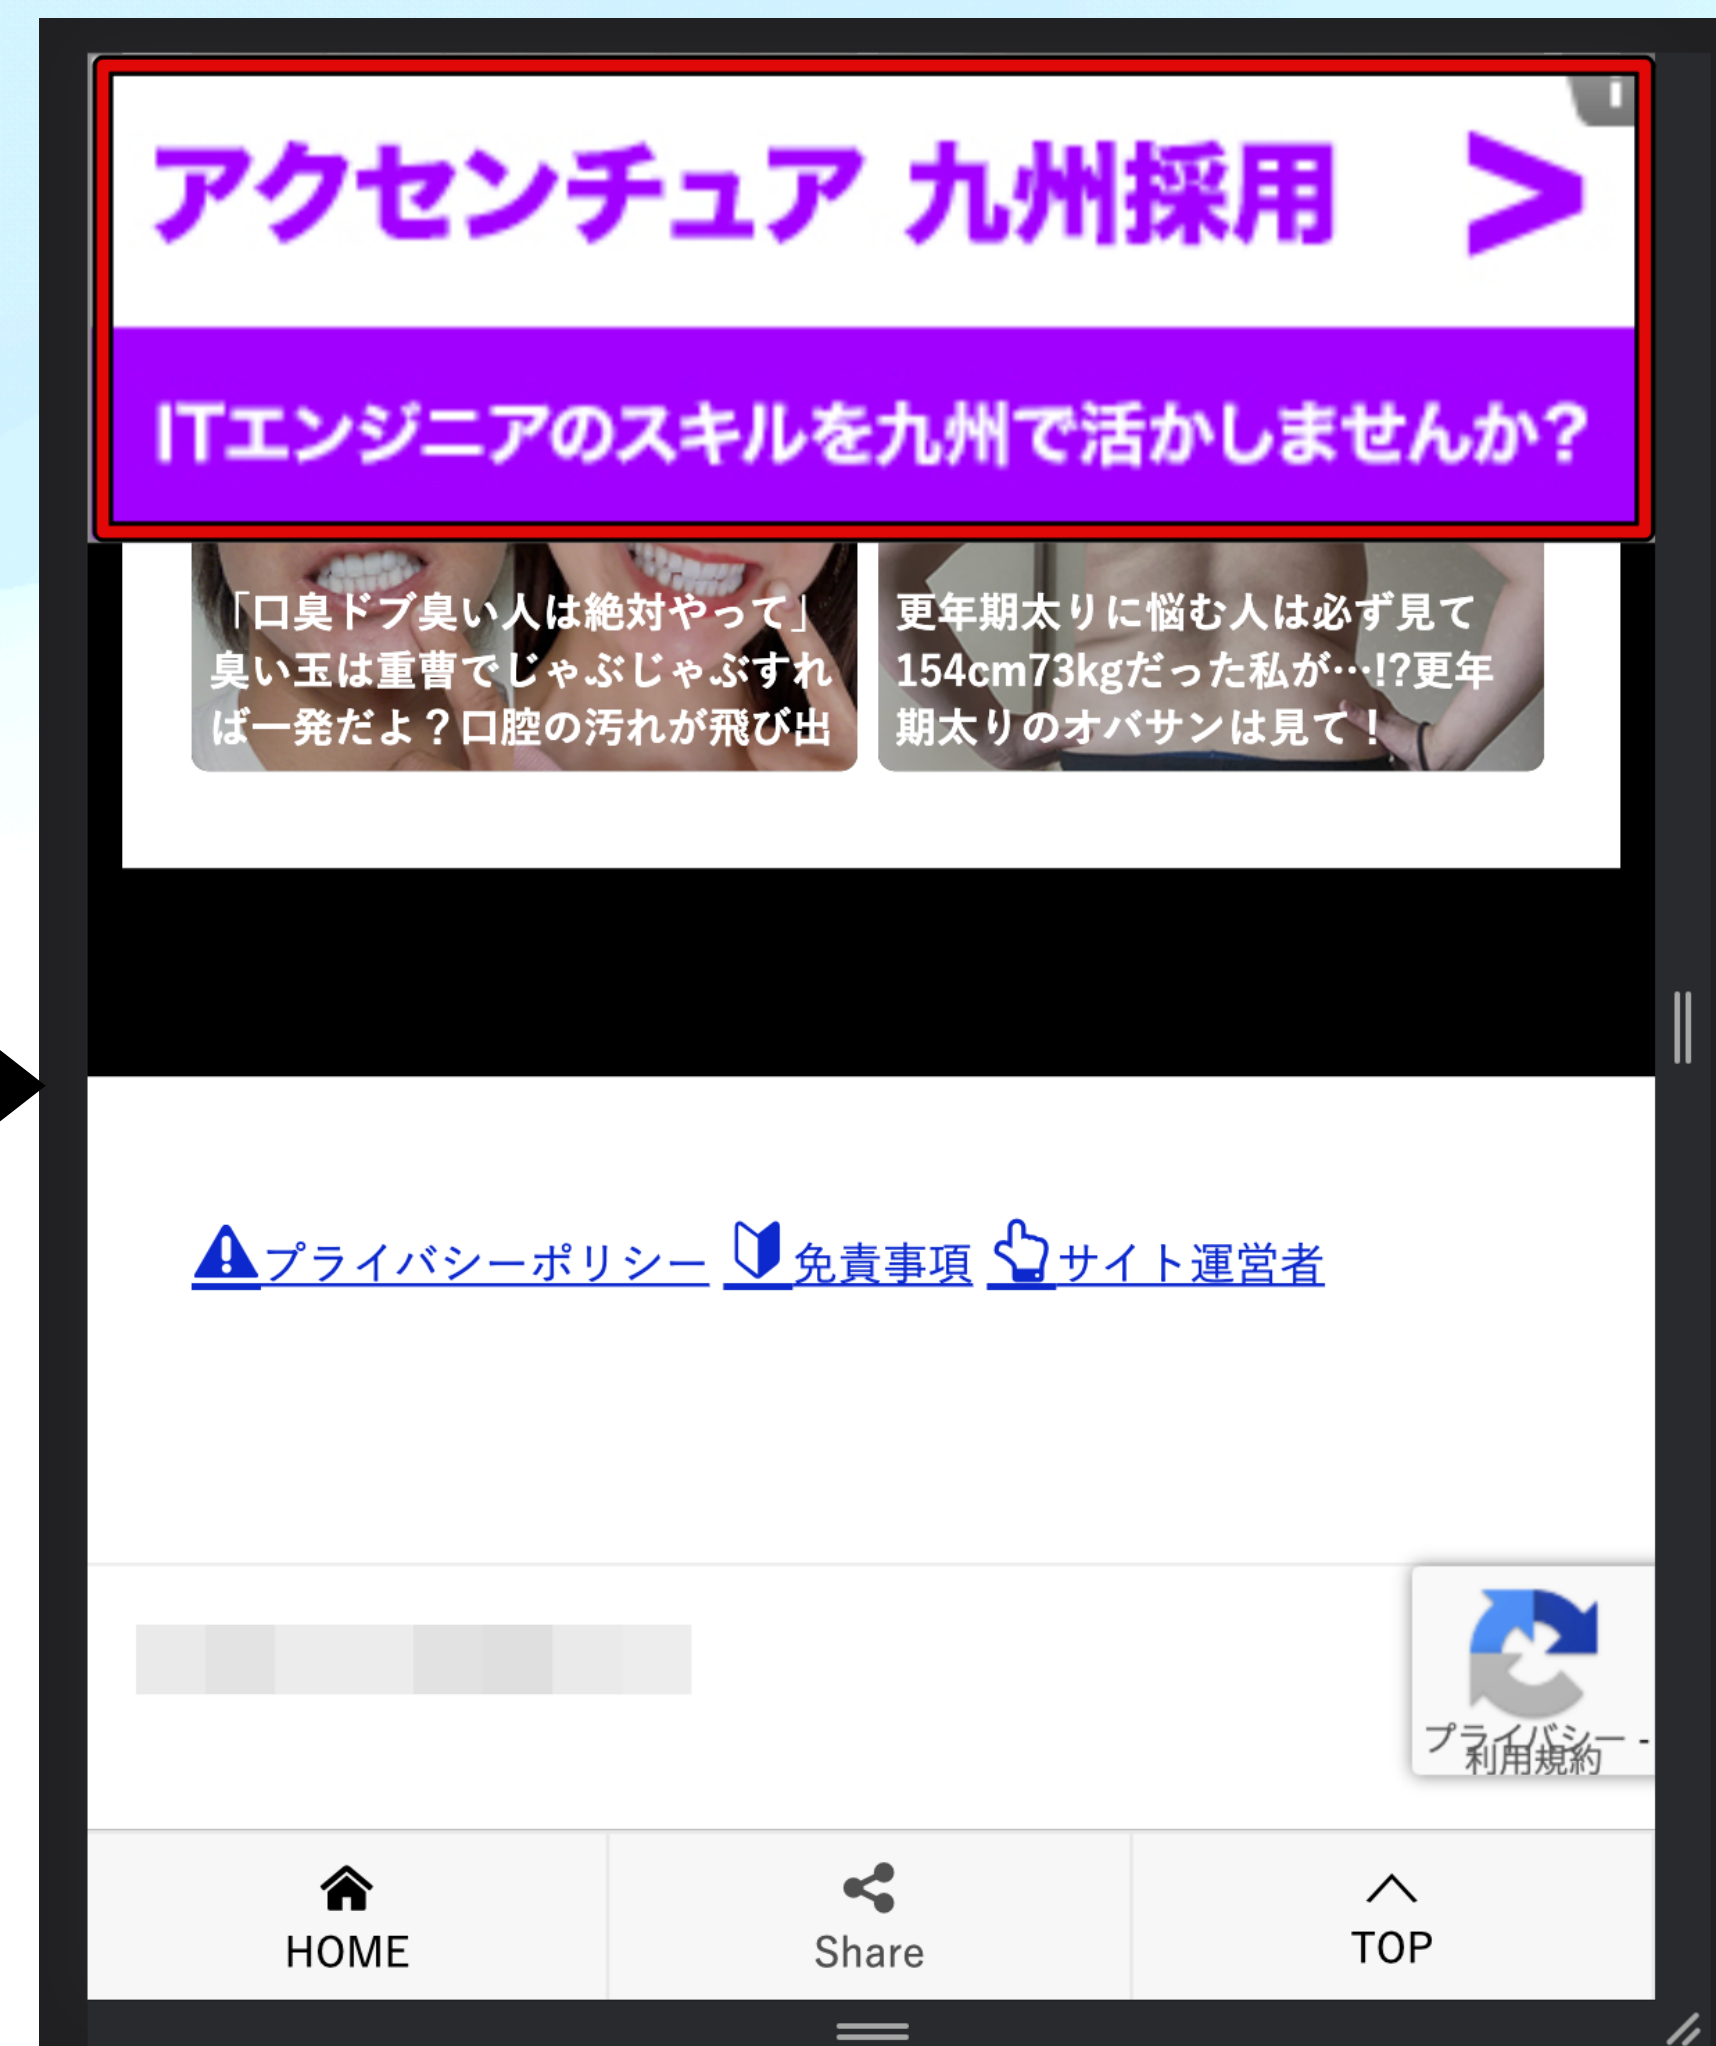 アクセンチュア 九州採用 >
ITエンジニアのスキルを九州で活かしませんか?
「口臭ドブ臭い人は絶対やって」
臭い玉は重曹でじゃぶじゃぶすれ
ば一発だよ？口腔の汚れが飛び出
更年期太りに悩む人は必ず見て
154cm73kgだった私が…!?更年
期太りのオバサンは見て！
プライバシーポリシー 免責事項 サイト運営者
プライバシー -
利用規約
HOME
Share
TOP